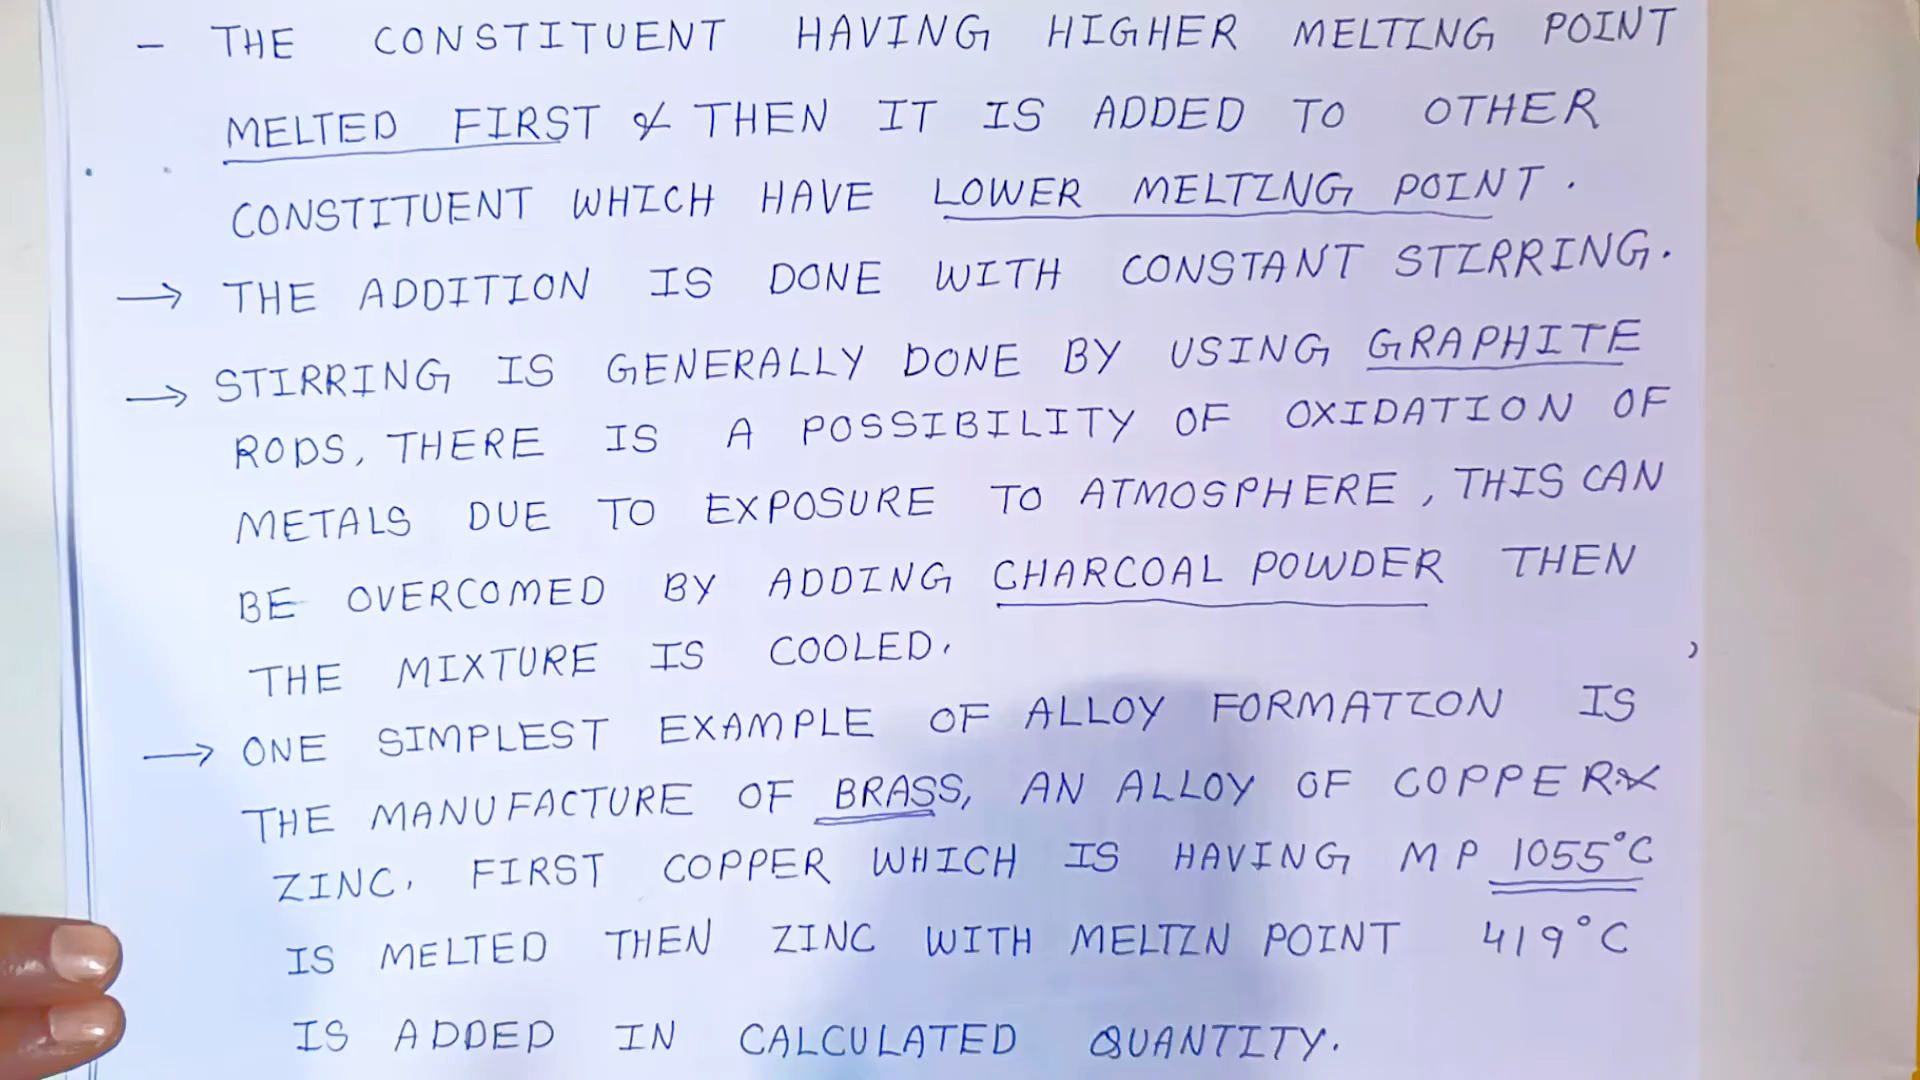 - THE CONSTITUENT HAVING HIGHER MELTING POINT
MELTED FIRST & THEN IT IS ADDED TO OTHER
CONSTITUENT WHICH HAVE LOWER MELTING POINT.
→ THE ADDITION IS DONE WITH CONSTANT STIRRING.
→ STIRRING IS GENERALLY DONE BY USING GRAPHITE
RODS, THERE IS A POSSIBILITY OF OXIDATION OF
METALS DUE TO EXPOSURE TO ATMOSPHERE, THIS CAN
BE OVERCOMED BY ADDING CHARCOAL POWDER THEN
THE MIXTURE IS COOLED.
→ ONE SIMPLEST EXAMPLE OF ALLOY FORMATION IS
THE MANUFACTURE OF BRASS, AN ALLOY OF COPPER &
ZINC. FIRST COPPER WHICH IS HAVING MP 1055°C
IS MELTED THEN ZINC WITH MELTIN POINT 419°C
IS ADDED IN CALCULATED QUANTITY.